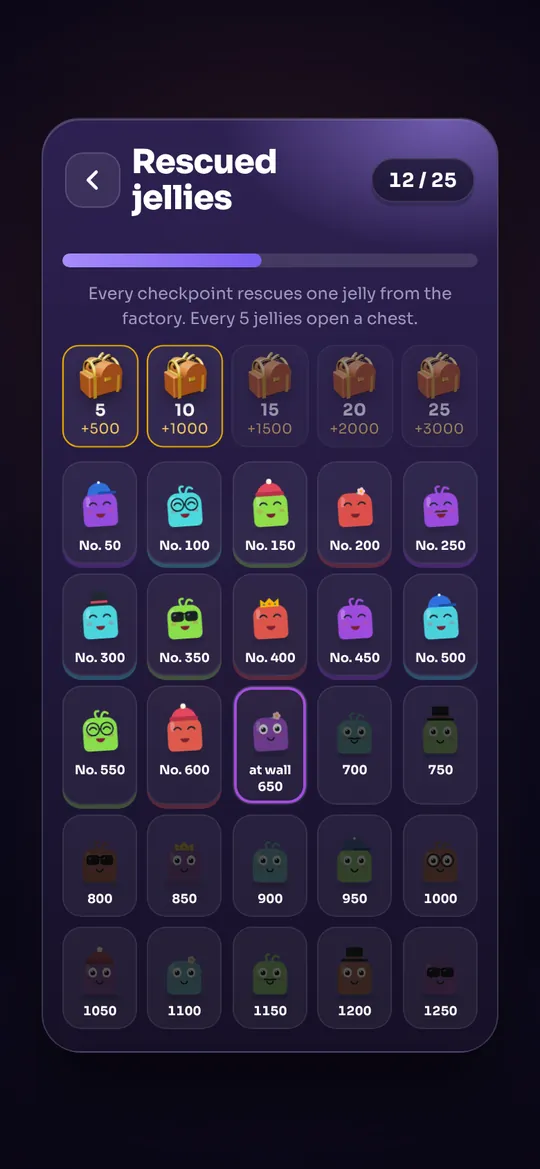 Rescued
jellies
12 / 25
Every checkpoint rescues one jelly from the
factory. Every 5 jellies open a chest.
5
+500
10
+1000
15
+1500
20
+2000
25
+3000
No. 50
No. 100
No. 150
No. 200
No. 250
No. 300
No. 350
No. 400
No. 450
No. 500
No. 550
No. 600
at wall
650
700
750
800
850
900
950
1000
1050
1100
1150
1200
1250